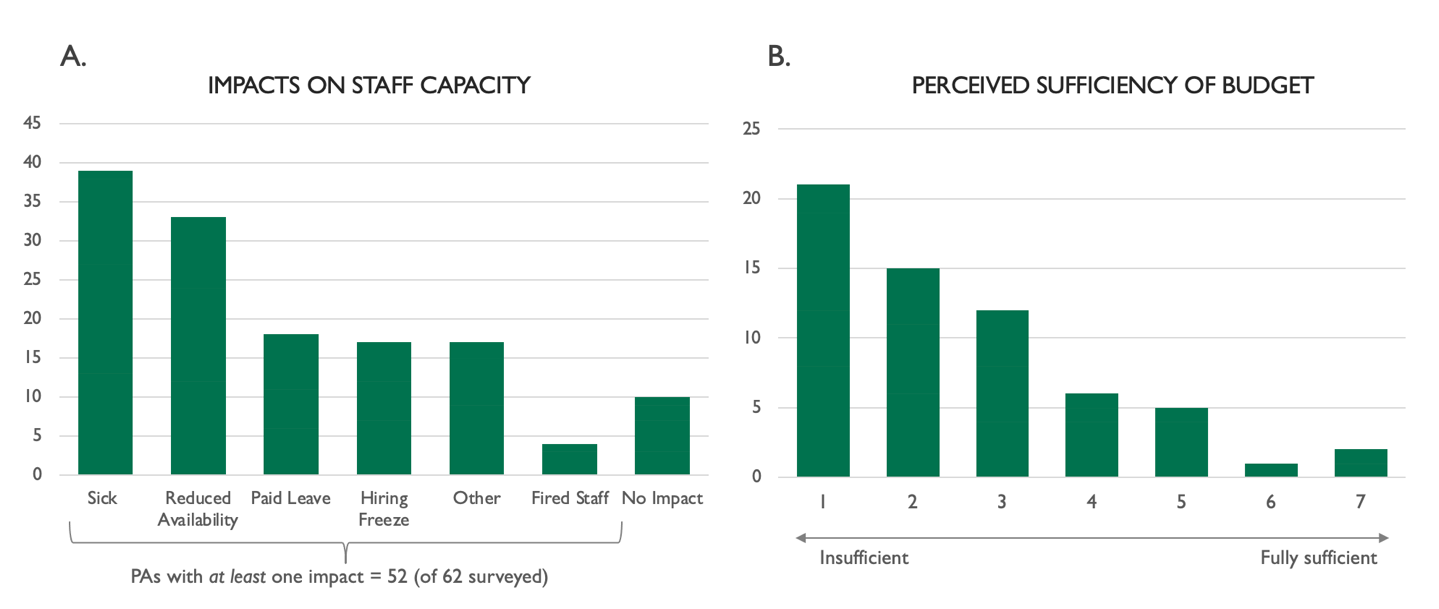 A.
IMPACTS ON STAFF CAPACITY
45
40
35
30
25
20
15
10
5
0
Sick
Reduced
Availability
Paid Leave
Hiring
Freeze
Other
Fired Staff
No Impact
PAs with at least one impact = 52 (of 62 surveyed)
B.
PERCEIVED SUFFICIENCY OF BUDGET
25
20
15
10
5
0
1 2 3 4 5 6 7
Insufficient
Fully sufficient